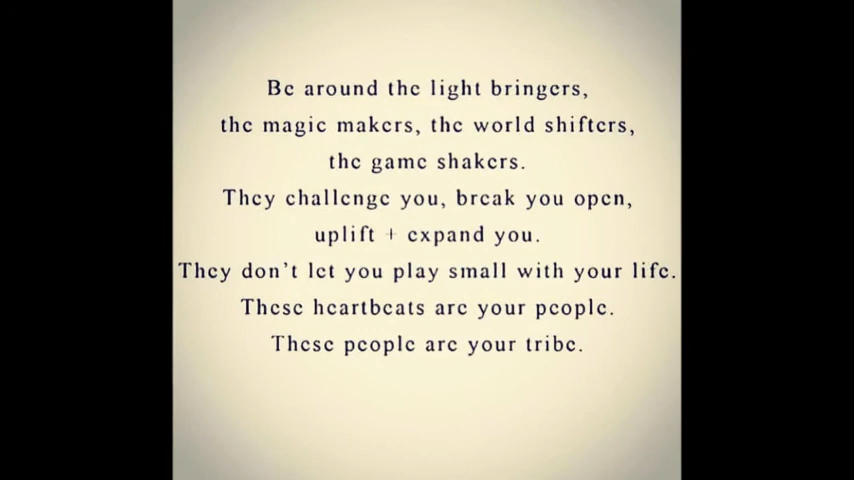 Be around the light bringers,
the magic makers, the world shifters,
the game shakers.
They challenge you, break you open,
uplift + expand you.
They don't let you play small with your life.
These heartbeats are your people.
These people are your tribe.